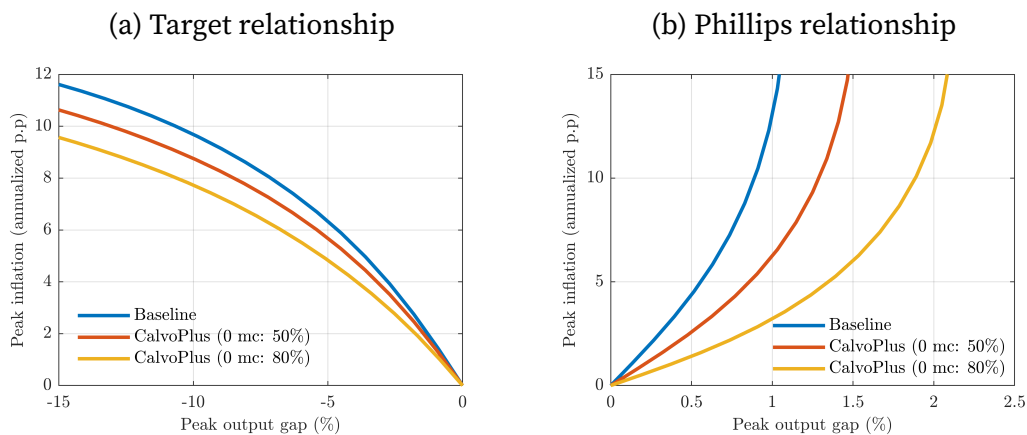 (a) Target relationship
12
10
8
6
4
2
0
-15
-10
-5
0
Peak inflation (annualized p.p)
Peak output gap (%)
Baseline
CalvoPlus (0 mc: 50%)
CalvoPlus (0 mc: 80%)
(b) Phillips relationship
15
10
5
0
0
0.5
1
1.5
2
2.5
Peak inflation (annualized p.p)
Peak output gap (%)
Baseline
CalvoPlus (0 mc: 50%)
CalvoPlus (0 mc: 80%)